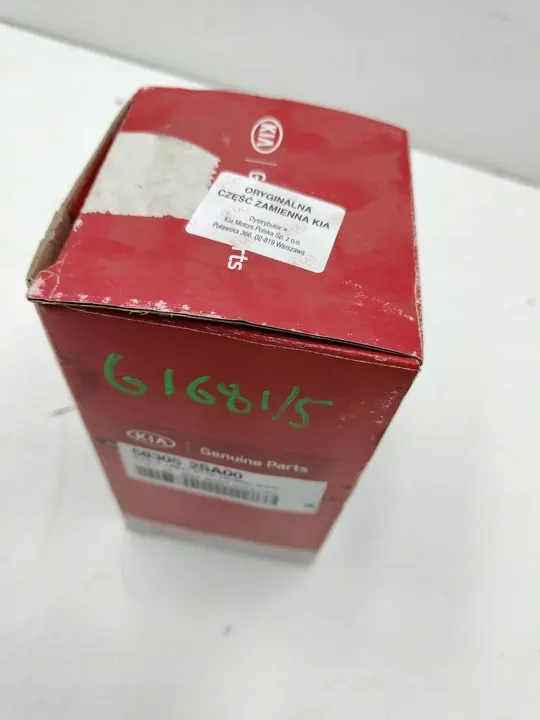 KIA
ORYGINALNA
CZĘŚĆ ZAMIENNA KIA
Dystrybutor
Kia Motors Polska Sp. z o.o.
Puławska 366, 02-819 Warszawa
61681/5
KIA Genuine Parts
58305 2SA00